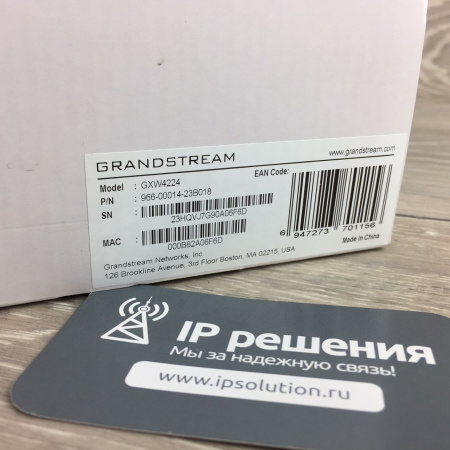 GRANDSTREAM
www.grandstream.com
Model : GXW4224
EAN Code:
P/N : 966-00014-23B018
SN :
23HQVJ7G90A06F6D
MAC :
000B82A06F6D
6 947273 701156
Made in China
Grandstream Networks, Inc.
126 Brookline Avenue, 3rd Floor Boston, MA 02215, USA
IP решения
Мы за надежную связь!
www.ipsolution.ru